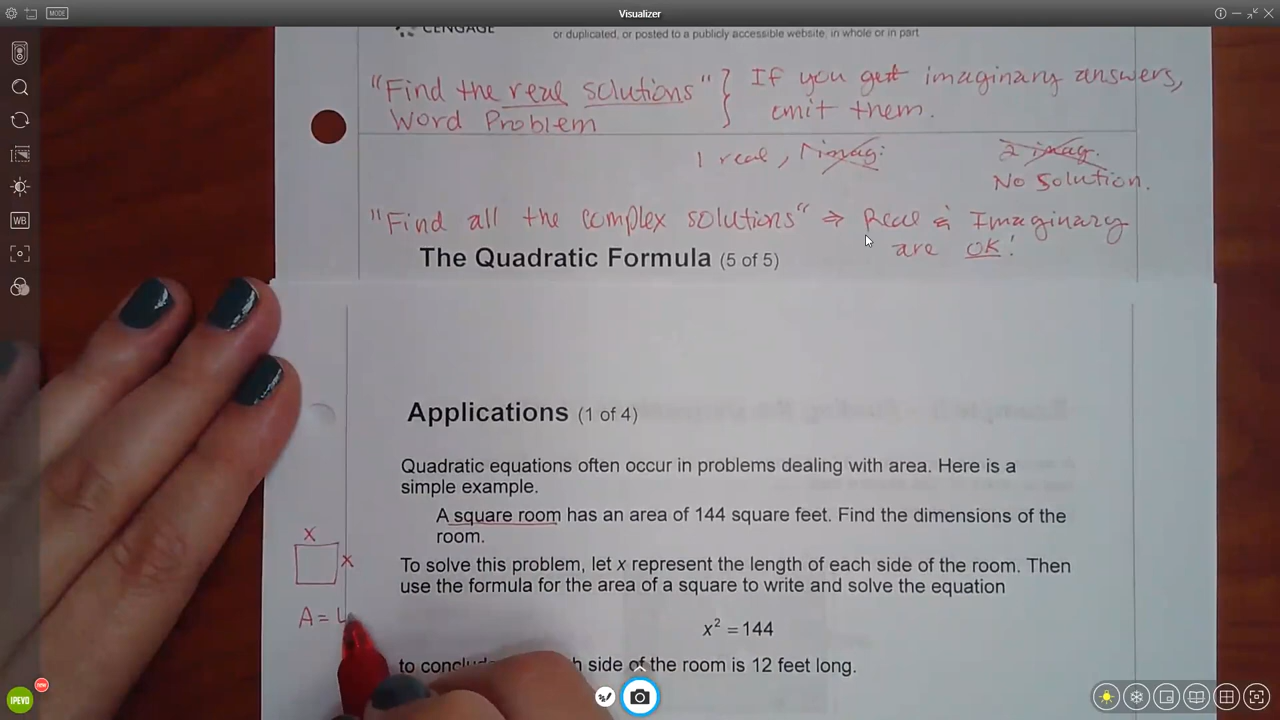 MODE
Visualizer
CENGAGE
or duplicated, or posted to a publicly accessible website, in whole or in part
"Find the real solutions" } If you get imaginary answers,
Word Problem omit them.
1 real, 1 imag. 2 imag.
No Solution.
"Find all the complex solutions" ⇒ Real & Imaginary
are OK!
The Quadratic Formula (5 of 5)
Applications (1 of 4)
Quadratic equations often occur in problems dealing with area. Here is a
simple example.
A square room has an area of 144 square feet. Find the dimensions of the
room.
x
x
To solve this problem, let x represent the length of each side of the room. Then
use the formula for the area of a square to write and solve the equation
A =
x² = 144
side of the room is 12 feet long.
WB
IPEVO
new